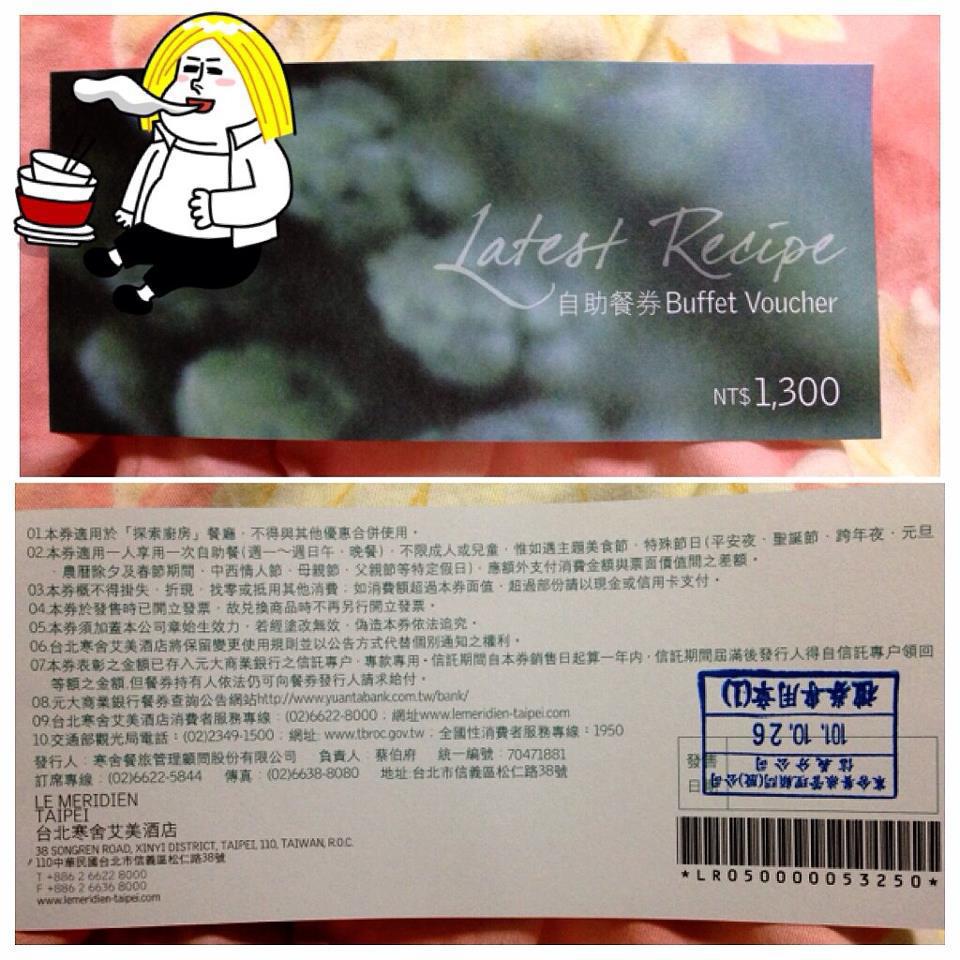 Latest Recipe
自助餐券 Buffet Voucher
NT$1,300
01.本券適用於「探索廚房」餐廳，不得與其他優惠合併使用。
02.本券適用一人享用一次自助餐(週一～週日午、晚餐)，不限成人或兒童，惟如遇主題美食節、特殊節日(平安夜、聖誕節、跨年夜、元旦
農曆除夕及春節期間、中西情人節、母親節、父親節等特定假日)，應額外支付消費金額與票面價值間之差額。
03.本券概不得掛失、折現、找零或抵用其他消費；如消費額超過本券面值，超過部份請以現金或信用卡支付。
04.本券於發售時已開立發票，故兌換商品時不再另行開立發票。
05.本券須加蓋本公司章始生效力，若經塗改無效，偽造本券依法追究。
06.台北寒舍艾美酒店將保留變更使用規則並以公告方式代替個別通知之權利。
07.本券表彰之金額已存入元大商業銀行之信託專户，專款專用。信託期間自本券銷售日起算一年內，信託期間屆滿後發行人得自信託專户領回
等額之金額,但餐券持有人依法仍可向餐券發行人請求給付。
08.元大商業銀行餐券查詢公告網站http://www.yuantabank.com.tw/bank/
09.台北寒舍艾美酒店消費者服務專線：(02)6622-8000；網址www.lemeridien-taipei.com
10.交通部觀光局電話：(02)2349-1500；網址: www.tbroc.gov.tw；全國性消費者服務專線：1950
發行人：寒舍餐旅管理顧問股份有限公司 負責人：蔡伯府 統一編號：70471881
訂席專線：(02)6622-5844 傳真：(02)6638-8080 地址:台北市信義區松仁路38號
LE MERIDIEN
TAIPEI
台北寒舍艾美酒店
38 SONGREN ROAD, XINYI DISTRICT, TAIPEI, 110, TAIWAN, R.O.C.
110中華民國台北市信義區松仁路38號
T +886 2 6622 8000
F +886 2 6636 8000
www.lemeridien-taipei.com
發售
日
禮券專用章(1)
101. 10. 26
寒舍餐旅管理顧問(股)公司
信義分公司
*LR050000053250*